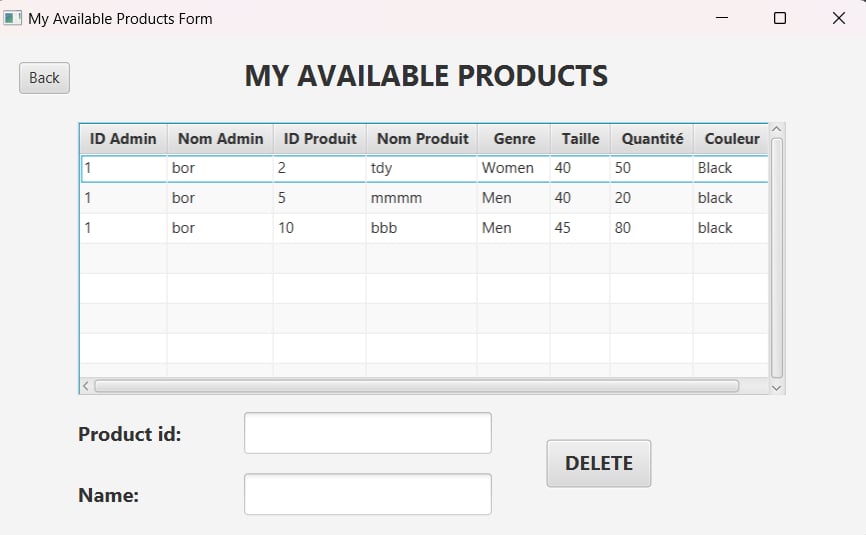 My Available Products Form
Back
MY AVAILABLE PRODUCTS
ID Admin Nom Admin ID Produit Nom Produit Genre Taille Quantité Couleur
1 bor 2 tdy Women 40 50 Black
1 bor 5 mmmm Men 40 20 black
1 bor 10 bbb Men 45 80 black
Product id:
DELETE
Name: